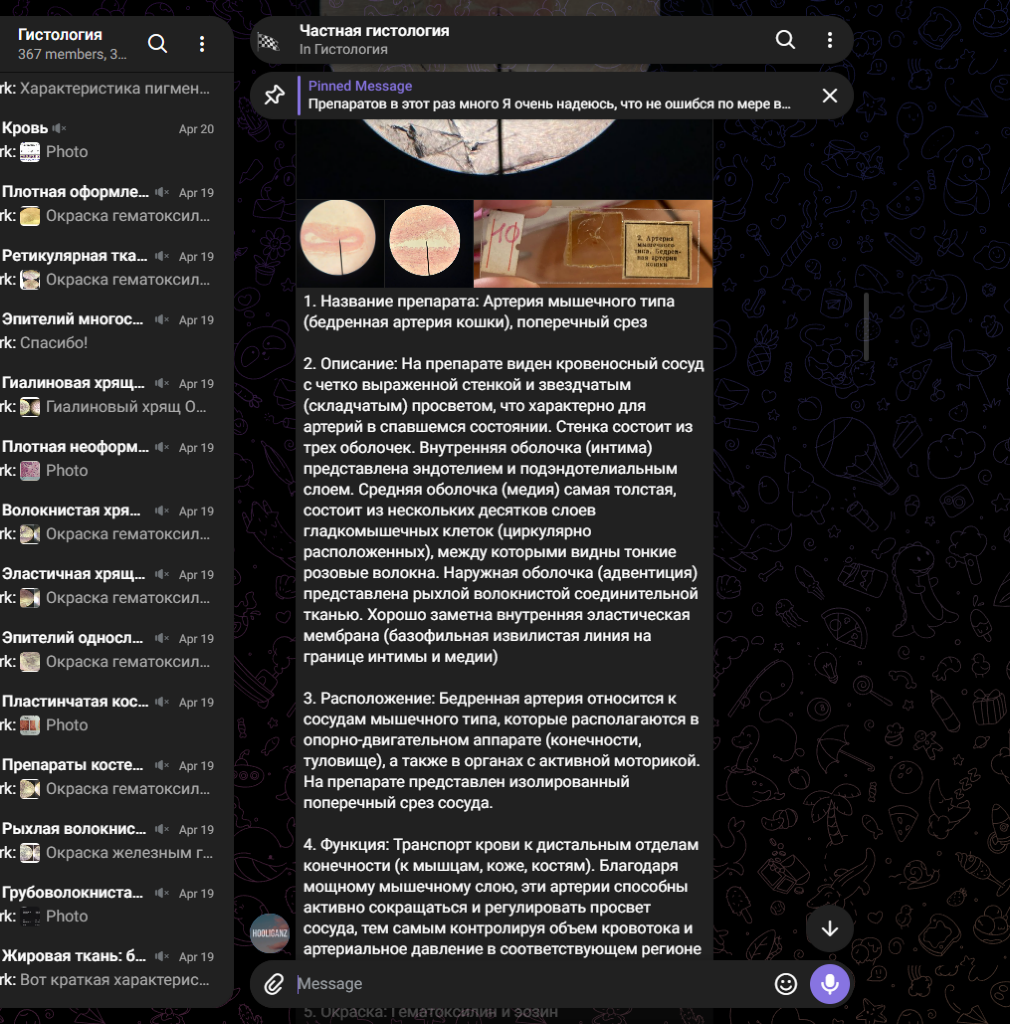 Гистология
367 members, 3...
rk: Характеристика пигмен...
Кровь
Apr 20
rk: Photo
Плотная оформле...
Apr 19
rk: Окраска гематоксил...
Ретикулярная тка...
Apr 19
rk: Окраска гематоксил...
Эпителий многос...
Apr 19
rk: Спасибо!
Гиалиновая хрящ...
Apr 19
rk: Гиалиновый хрящ О...
Плотная неоформ...
Apr 19
rk: Photo
Волокнистая хря...
Apr 19
rk: Окраска гематоксил...
Эластичная хрящ...
Apr 19
rk: Окраска гематоксил...
Эпителий односл...
Apr 19
rk: Окраска гематоксил...
Пластинчатая кос...
Apr 19
rk: Photo
Препараты косте...
Apr 19
rk: Окраска гематоксил...
Рыхлая волокнис...
Apr 19
rk: Окраска железным г...
Грубоволокниста...
Apr 19
rk: Photo
Жировая ткань: б...
Apr 19
rk: Вот краткая характерис...
Частная гистология
In Гистология
Pinned Message
Препаратов в этот раз много Я очень надеюсь, что не ошибся по мере в...
НФ
2. Артерия
мышечного
типа. Бедрен-
ная артерия
кошки
1. Название препарата: Артерия мышечного типа
(бедренная артерия кошки), поперечный срез
2. Описание: На препарате виден кровеносный сосуд
с четко выраженной стенкой и звездчатым
(складчатым) просветом, что характерно для
артерий в спавшемся состоянии. Стенка состоит из
трех оболочек. Внутренняя оболочка (интима)
представлена эндотелием и подэндотелиальным
слоем. Средняя оболочка (медия) самая толстая,
состоит из нескольких десятков слоев
гладкомышечных клеток (циркулярно
расположенных), между которыми видны тонкие
розовые волокна. Наружная оболочка (адвентиция)
представлена рыхлой волокнистой соединительной
тканью. Хорошо заметна внутренняя эластическая
мембрана (базофильная извилистая линия на
границе интимы и медии)
3. Расположение: Бедренная артерия относится к
сосудам мышечного типа, которые располагаются в
опорно-двигательном аппарате (конечности,
туловище), а также в органах с активной моторикой.
На препарате представлен изолированный
поперечный срез сосуда.
4. Функция: Транспорт крови к дистальным отделам
конечности (к мышцам, коже, костям). Благодаря
мощному мышечному слою, эти артерии способны
активно сокращаться и регулировать просвет
сосуда, тем самым контролируя объем кровотока и
артериальное давление в соответствующем регионе
HOOLIGANZ
Message
5. Окраска: Гематоксилин и эозин